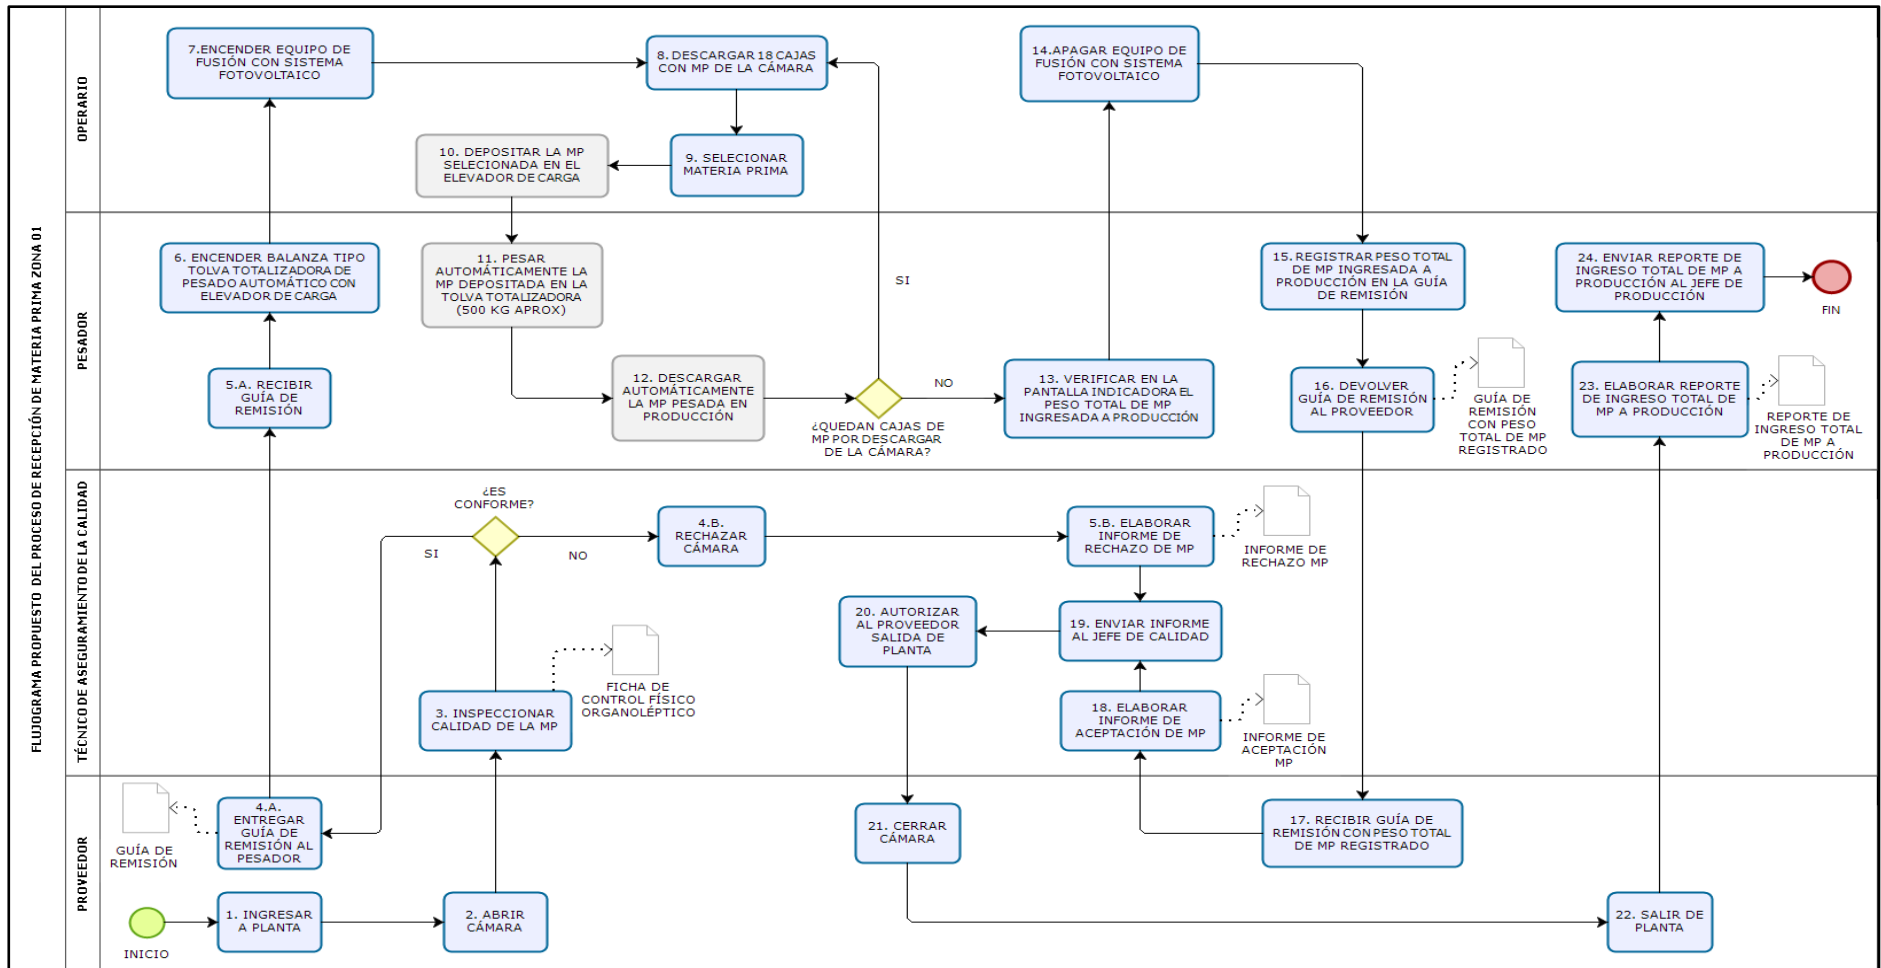 FLUJOGRAMA PROPUESTO DEL PROCESO DE RECEPCIÓN DE MATERIA PRIMA ZONA 01
OPERARIO
7.ENCENDER EQUIPO DE
FUSIÓN CON SISTEMA
FOTOVOLTAICO
8. DESCARGAR 18 CAJAS
CON MP DE LA CÁMARA
14.APAGAR EQUIPO DE
FUSIÓN CON SISTEMA
FOTOVOLTAICO
10. DEPOSITAR LA MP
SELECIONADA EN EL
ELEVADOR DE CARGA
9. SELECIONAR
MATERIA PRIMA
PESADOR
6. ENCENDER BALANZA TIPO
TOLVA TOTALIZADORA DE
PESADO AUTOMÁTICO CON
ELEVADOR DE CARGA
11. PESAR
AUTOMÁTICAMENTE LA
MP DEPOSITADA EN LA
TOLVA TOTALIZADORA
(500 KG APROX)
SI
15. REGISTRAR PESO TOTAL
DE MP INGRESADA A
PRODUCCIÓN EN LA GUÍA
DE REMISIÓN
24. ENVIAR REPORTE DE
INGRESO TOTAL DE MP A
PRODUCCIÓN AL JEFE DE
PRODUCCIÓN
FIN
5.A. RECIBIR
GUÍA DE
REMISIÓN
12. DESCARGAR
AUTOMÁTICAMENTE
LA MP PESADA EN
PRODUCCIÓN
¿QUEDAN CAJAS DE
MP POR DESCARGAR
DE LA CÁMARA?
NO
13. VERIFICAR EN LA
PANTALLA INDICADORA EL
PESO TOTAL DE MP
INGRESADA A PRODUCCIÓN
16. DEVOLVER
GUÍA DE REMISIÓN
AL PROVEEDOR
GUÍA DE
REMISIÓN
CON PESO
TOTAL DE MP
REGISTRADO
23. ELABORAR REPORTE
DE INGRESO TOTAL DE
MP A PRODUCCIÓN
REPORTE DE
INGRESO TOTAL
DE MP A
PRODUCCIÓN
TÉCNICO DE ASEGURAMIENTO DE LA CALIDAD
¿ES
CONFORME?
SI
NO
4.B.
RECHAZAR
CÁMARA
5.B. ELABORAR
INFORME DE
RECHAZO DE MP
INFORME DE
RECHAZO MP
20. AUTORIZAR
AL PROVEEDOR
SALIDA DE
PLANTA
19. ENVIAR INFORME
AL JEFE DE CALIDAD
3. INSPECCIONAR
CALIDAD DE LA MP
FICHA DE
CONTROL FÍSICO
ORGANOLÉPTICO
18. ELABORAR
INFORME DE
ACEPTACIÓN DE MP
INFORME DE
ACEPTACIÓN
MP
PROVEEDOR
GUÍA DE
REMISIÓN
4.A.
ENTREGAR
GUÍA DE
REMISIÓN AL
PESADOR
21. CERRAR
CÁMARA
17. RECIBIR GUÍA DE
REMISIÓN CON PESO TOTAL
DE MP REGISTRADO
INICIO
1. INGRESAR
A PLANTA
2. ABRIR
CÁMARA
22. SALIR DE
PLANTA